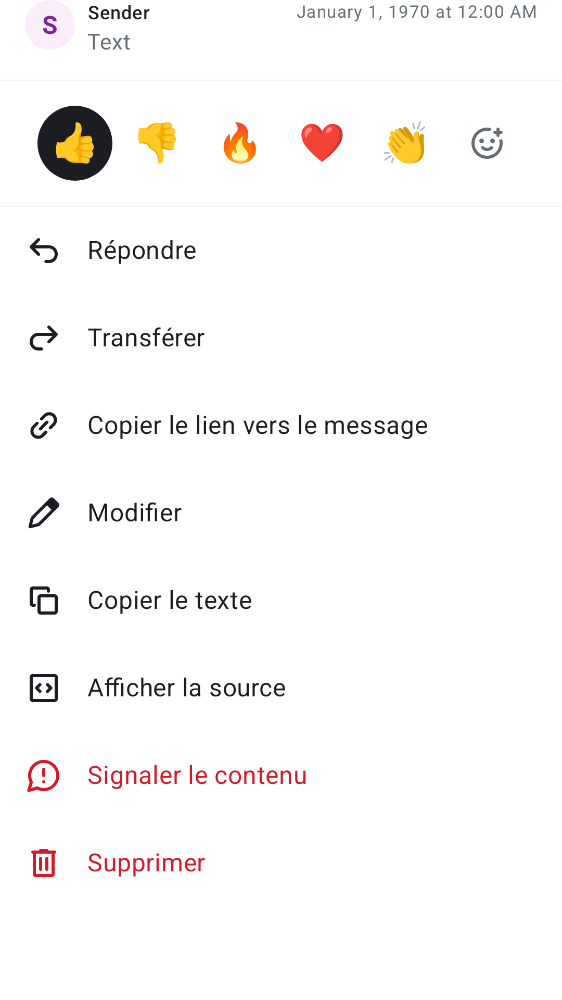 S
Sender
January 1, 1970 at 12:00 AM
Text
Répondre
Transférer
Copier le lien vers le message
Modifier
Copier le texte
Afficher la source
Signaler le contenu
Supprimer